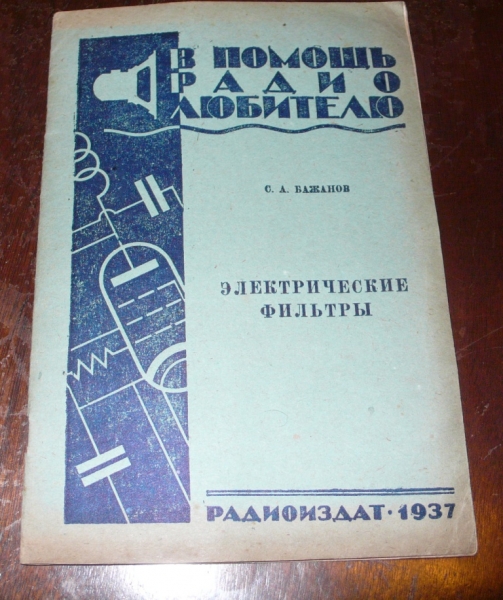 В ПОМОЩЬ
РАДИО
ЛЮБИТЕЛЮ
С. А. БАЖАНОВ
ЭЛЕКТРИЧЕСКИЕ
ФИЛЬТРЫ
РАДИОИЗДАТ · 1937